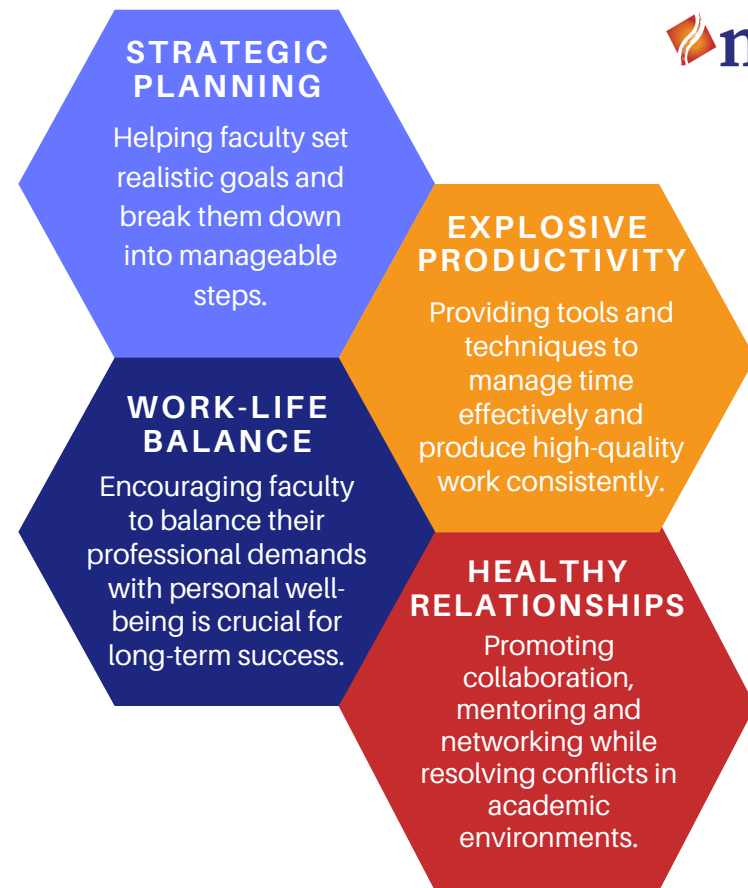 STRATEGIC
PLANNING
Helping faculty set
realistic goals and
break them down
into manageable
steps.
EXPLOSIVE
PRODUCTIVITY
Providing tools and
techniques to
manage time
effectively and
produce high-quality
work consistently.
WORK-LIFE
BALANCE
Encouraging faculty
to balance their
professional demands
with personal well-
being is crucial for
long-term success.
HEALTHY
RELATIONSHIPS
Promoting
collaboration,
mentoring and
networking while
resolving conflicts in
academic
environments.